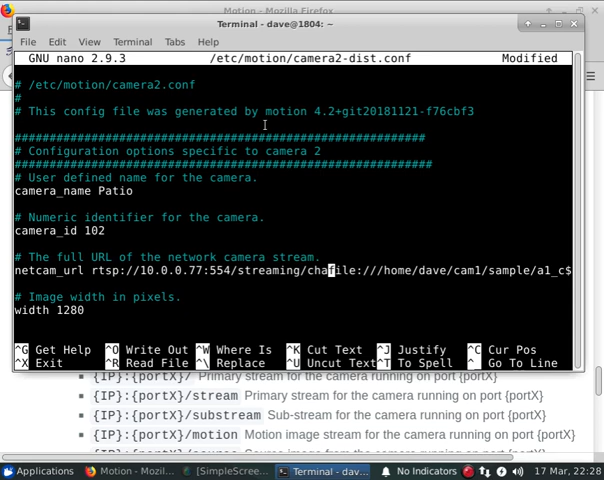 Motion - Mozilla Firefox
Terminal - dave@1804: ~
File Edit View Terminal Tabs Help
GNU nano 2.9.3 /etc/motion/camera2-dist.conf Modified
# /etc/motion/camera2.conf
#
# This config file was generated by motion 4.2+git20181121-f76cbf3
############################################################
# Configuration options specific to camera 2
#############################################################
# User defined name for the camera.
camera_name Patio
# Numeric identifier for the camera.
camera_id 102
# The full URL of the network camera stream.
netcam_url rtsp://10.0.0.77:554/streaming/chafile:///home/dave/cam1/sample/a1_c$
# Image width in pixels.
width 1280
^G Get Help ^O Write Out ^W Where Is ^K Cut Text ^J Justify ^C Cur Pos
^X Exit ^R Read File ^\ Replace ^U Uncut Text ^T To Spell ^_ Go To Line
{IP}:{portX}/ Primary stream for the camera running on port {portX}
{IP}:{portX}/stream Primary stream for the camera running on port {portX}
{IP}:{portX}/substream Sub-stream for the camera running on port {portX}
{IP}:{portX}/motion Motion image stream for the camera running on port {portX}
Applications Motion - Mozil... [SimpleScree... Terminal - dav... No Indicators 17 Mar, 22:28